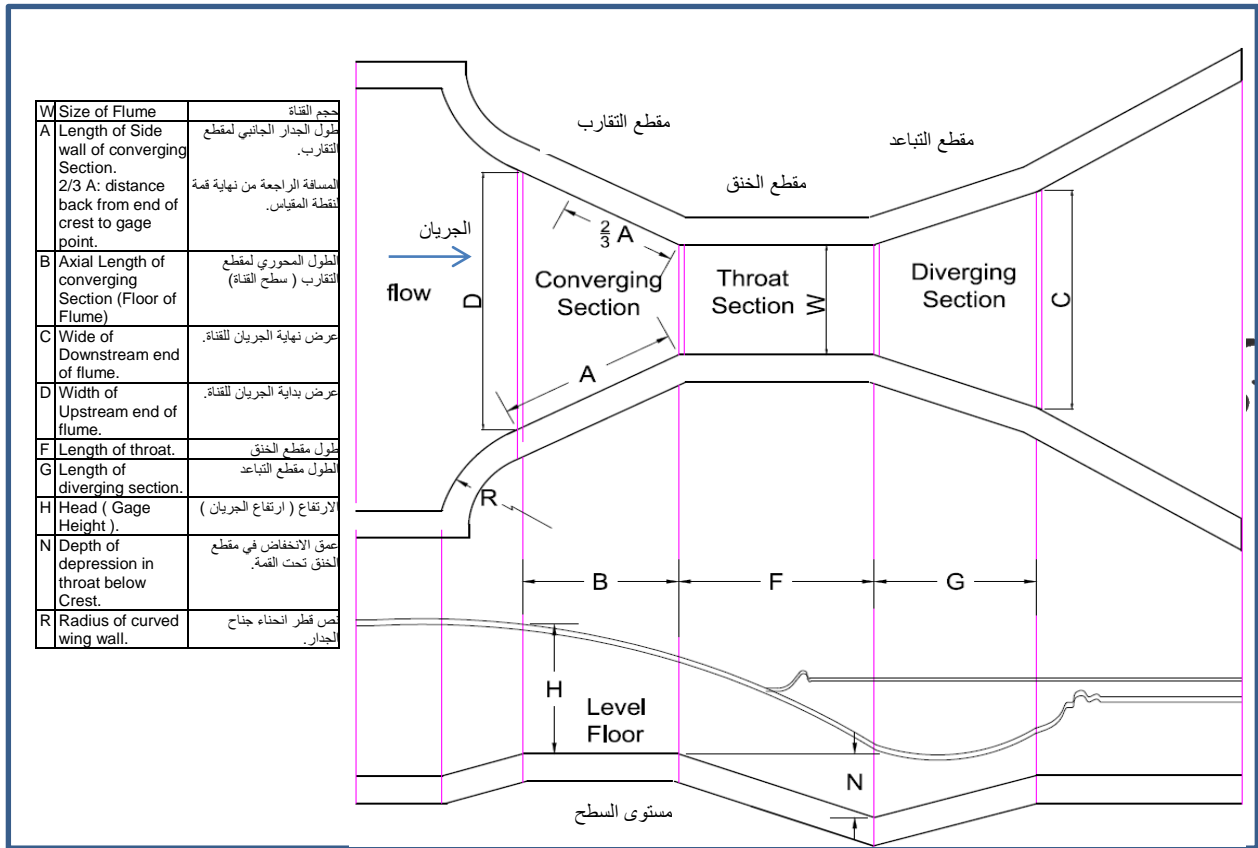 W Size of Flume حجم القناة
A Length of Side طول الجدار الجانبي لمقطع
wall of converging التقارب.
Section.
2/3 A: distance المسافة الراجعة من نهاية قمة
back from end of لنقطة المقياس.
crest to gage
point.
B Axial Length of الطول المحوري لمقطع
converging التقارب ( سطح القناة)
Section (Floor of
Flume)
C Wide of عرض نهاية الجريان للقناة.
Downstream end
of flume.
D Width of عرض بداية الجريان للقناة.
Upstream end of
flume.
F Length of throat. طول مقطع الخنق
G Length of الطول مقطع التباعد
diverging section.
H Head ( Gage الارتفاع ( ارتفاع الجريان )
Height ).
N Depth of عمق الانخفاض في مقطع
depression in الخنق تحت القمة.
throat below
Crest.
R Radius of curved نص قطر انحناء جناح
wing wall. الجدار.
مقطع التقارب
مقطع التباعد
مقطع الخنق
الجريان
flow
D
2/3 A
Converging
Section
A
Throat
Section
W
Diverging
Section
C
R
B
F
G
H
Level
Floor
N
مستوى السطح